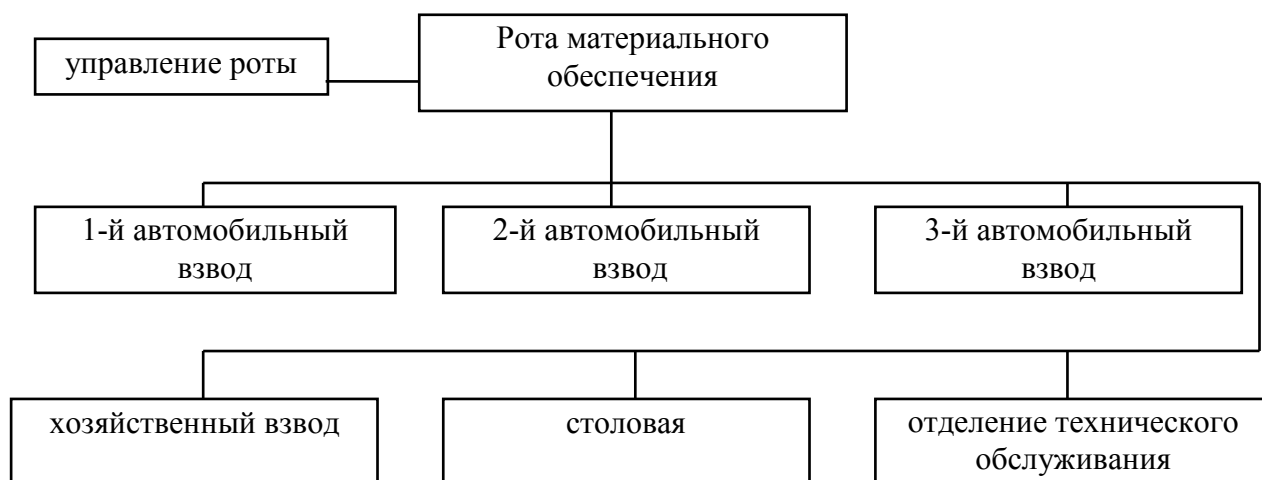 управление роты
Рота материального
обеспечения
1-й автомобильный
взвод
2-й автомобильный
взвод
3-й автомобильный
взвод
хозяйственный взвод
столовая
отделение технического
обслуживания